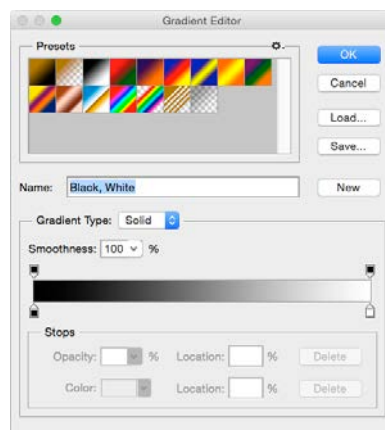 Gradient Editor
Presets
OK
Cancel
Load...
Save...
Name: Black, White
New
Gradient Type: Solid
Smoothness: 100 %
Stops
Opacity: % Location: % Delete
Color: Location: % Delete